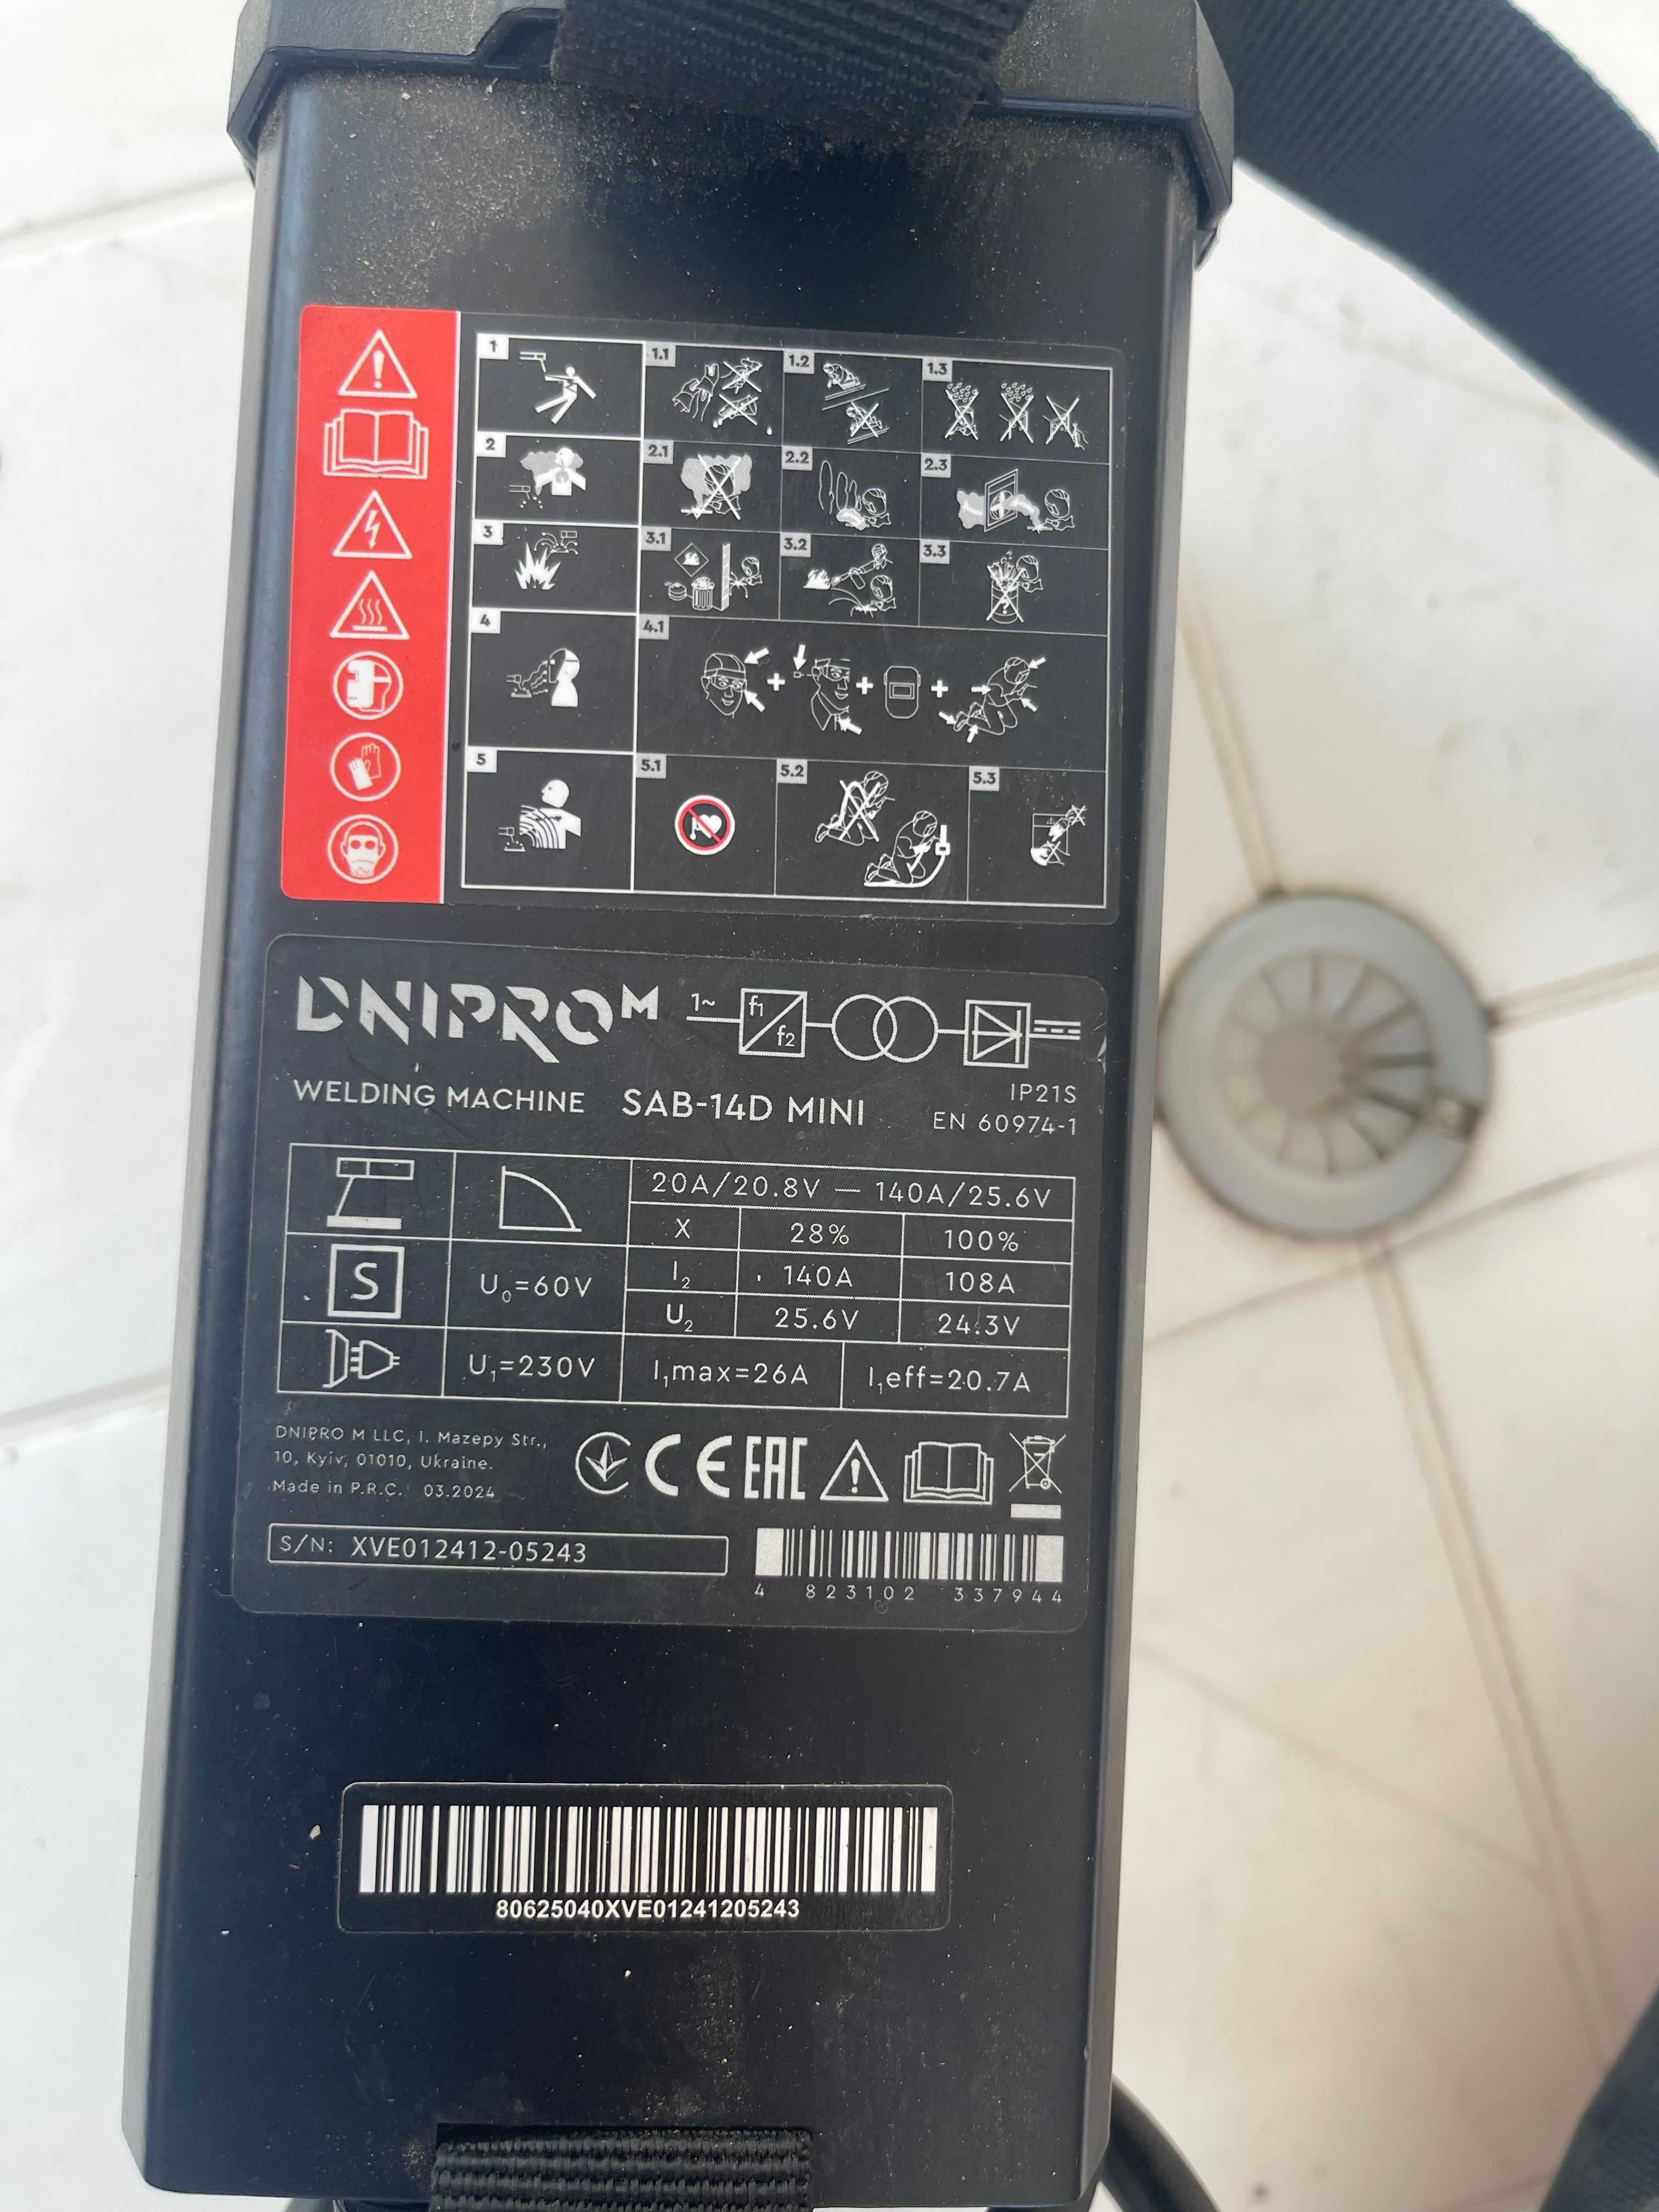 1
1.1
1.2
1.3
2
2.1
2.2
2.3
3
3.1
3.2
3.3
4
4.1
5
5.1
5.2
5.3
DNIPRO M
1~ f1 f2
WELDING MACHINE SAB-14D MINI
IP21S
EN 60974-1
20A/20.8V — 140A/25.6V
X 28% 100%
S U₀=60V
I₂ 140A 108A
U₂ 25.6V 24.3V
U₁=230V I₁max=26A I₁eff=20.7A
DNIPRO M LLC, I. Mazepy Str.,
10, Kyiv, 01010, Ukraine.
Made in P.R.C. 03.2024
CE EAC
S/N: XVE012412-05243
4 823102 337944
80625040XVE01241205243